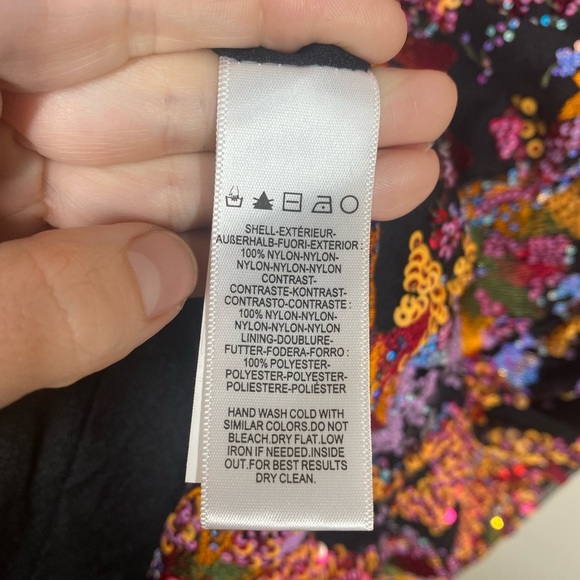 SHELL-EXTÉRIEUR-
AUßERHALB-FUORI-EXTERIOR :
100% NYLON-NYLON-
NYLON-NYLON-NYLON
CONTRAST-
CONTRASTE-KONTRAST-
CONTRASTO-CONTRASTE :
100% NYLON-NYLON-
NYLON-NYLON-NYLON
LINING-DOUBLURE-
FUTTER-FODERA-FORRO :
100% POLYESTER-
POLYESTER-POLYESTER-
POLIESTERE-POLIÉSTER
HAND WASH COLD WITH
SIMILAR COLORS.DO NOT
BLEACH.DRY FLAT.LOW
IRON IF NEEDED.INSIDE
OUT.FOR BEST RESULTS
DRY CLEAN.